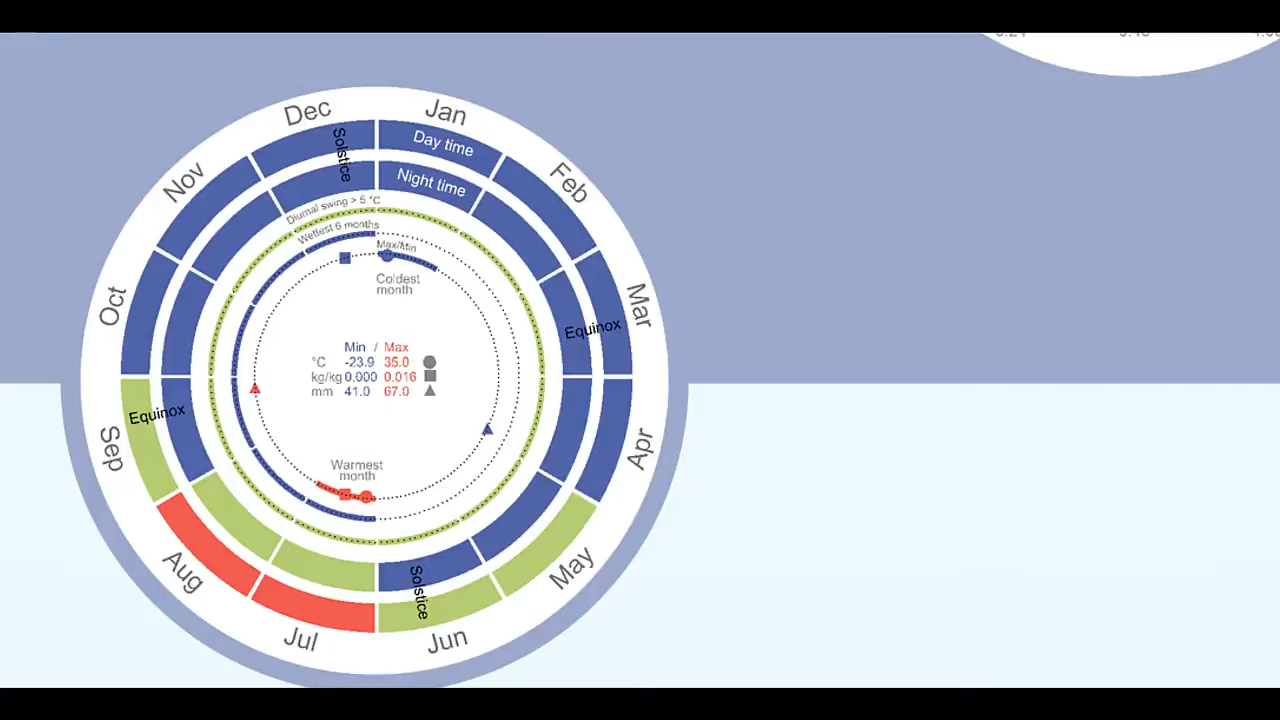 Dec
Jan
Nov
Feb
Solstice
Day time
Night time
Diurnal swing > 5 °C
Wettest 6 months
Max/Min
Coldest
month
Oct
Mar
Equinox
Min / Max
°C -23.9 35.0
kg/kg 0.000 0.016
mm 41.0 67.0
Equinox
Sep
Apr
Warmest
month
Solstice
Aug
May
Jul
Jun